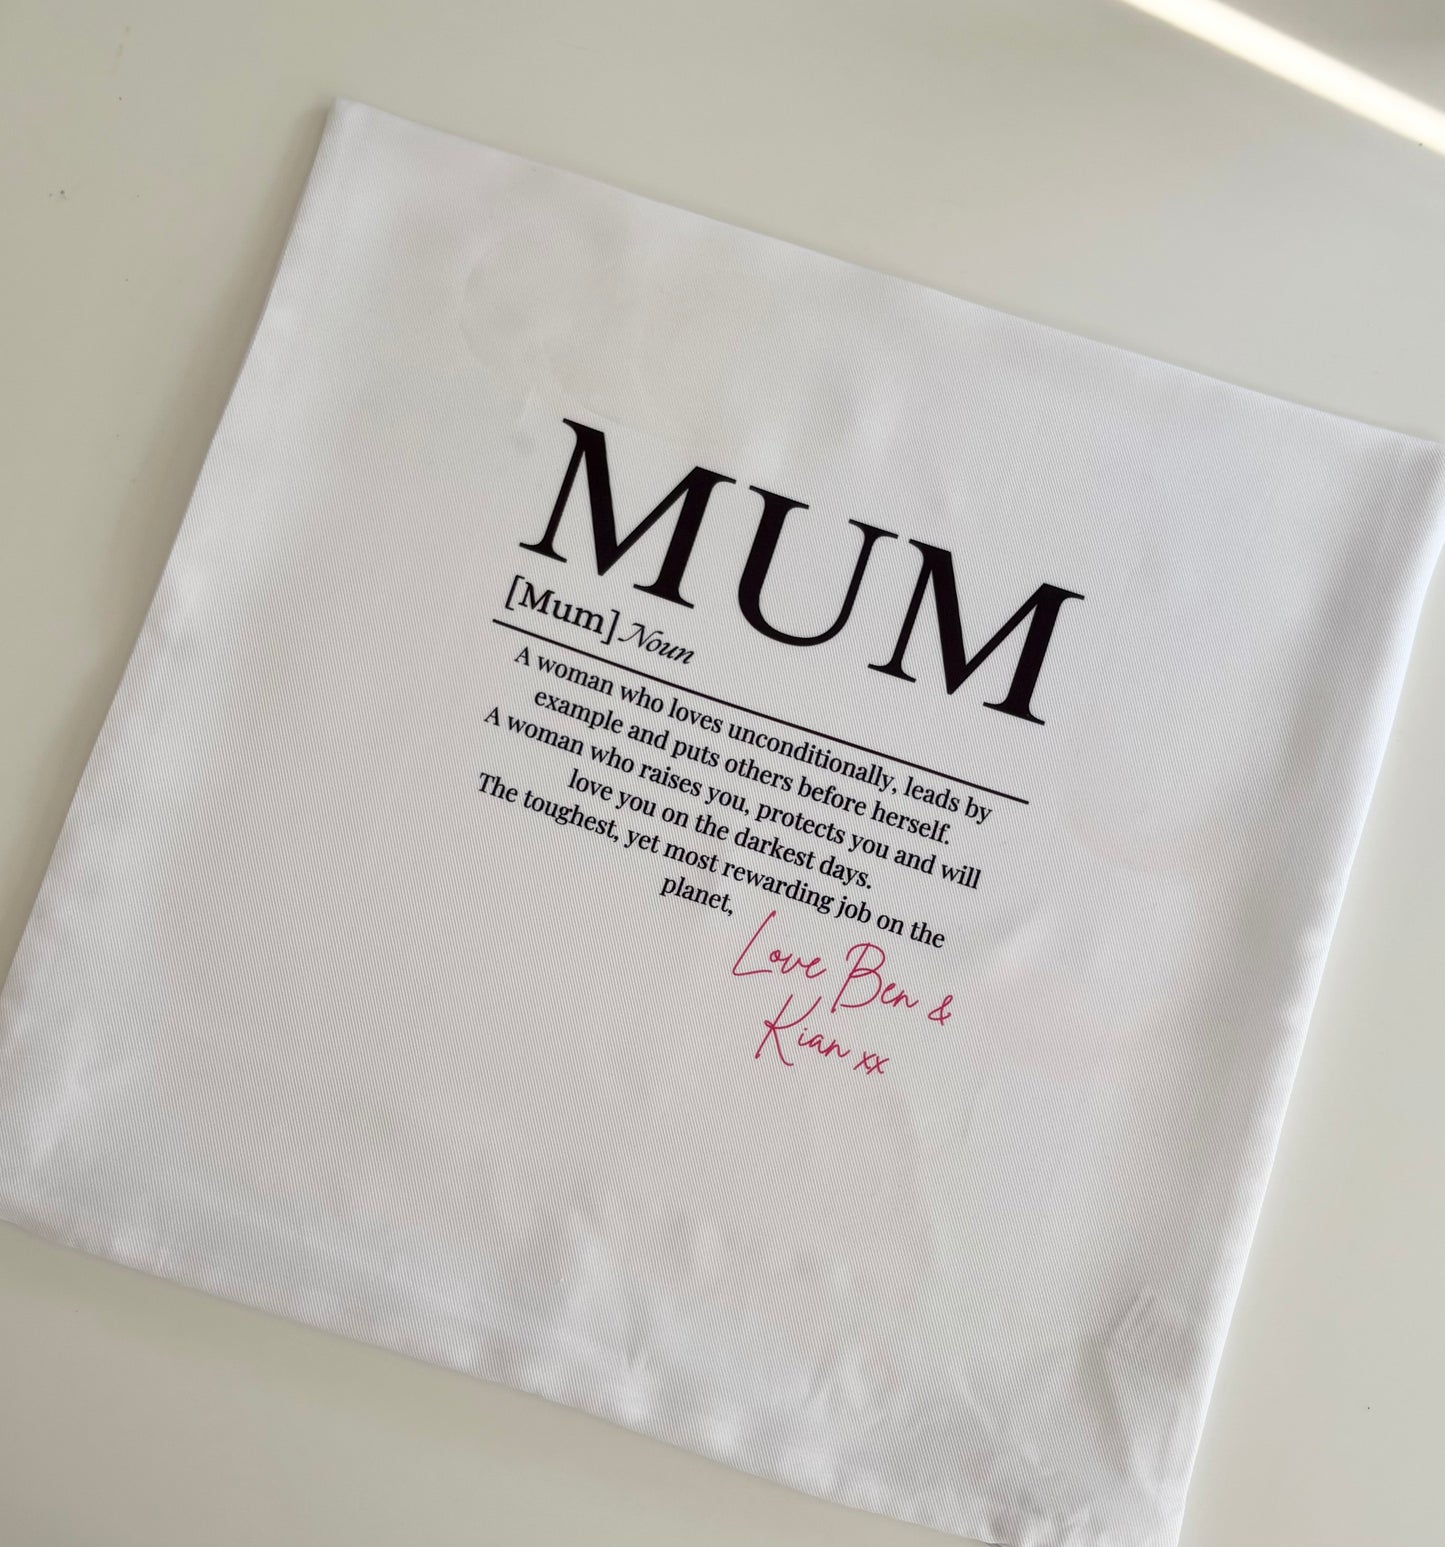 MUM
[Mum] Noun
A woman who loves unconditionally, leads by
example and puts others before herself.
A woman who raises you, protects you and will
love you on the darkest days.
The toughest, yet most rewarding job on the
planet,
Love Ben &
Kian xx